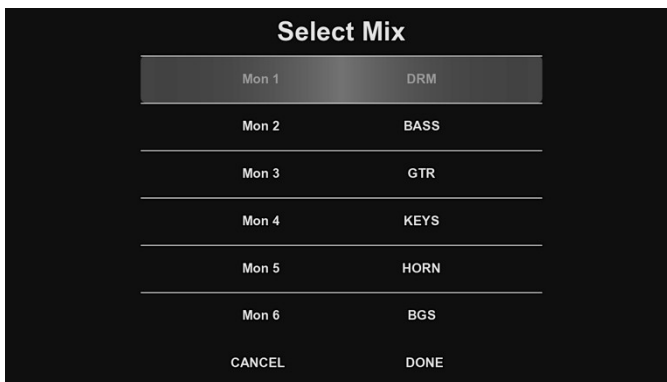 Select Mix
Mon 1 DRM
Mon 2 BASS
Mon 3 GTR
Mon 4 KEYS
Mon 5 HORN
Mon 6 BGS
CANCEL DONE